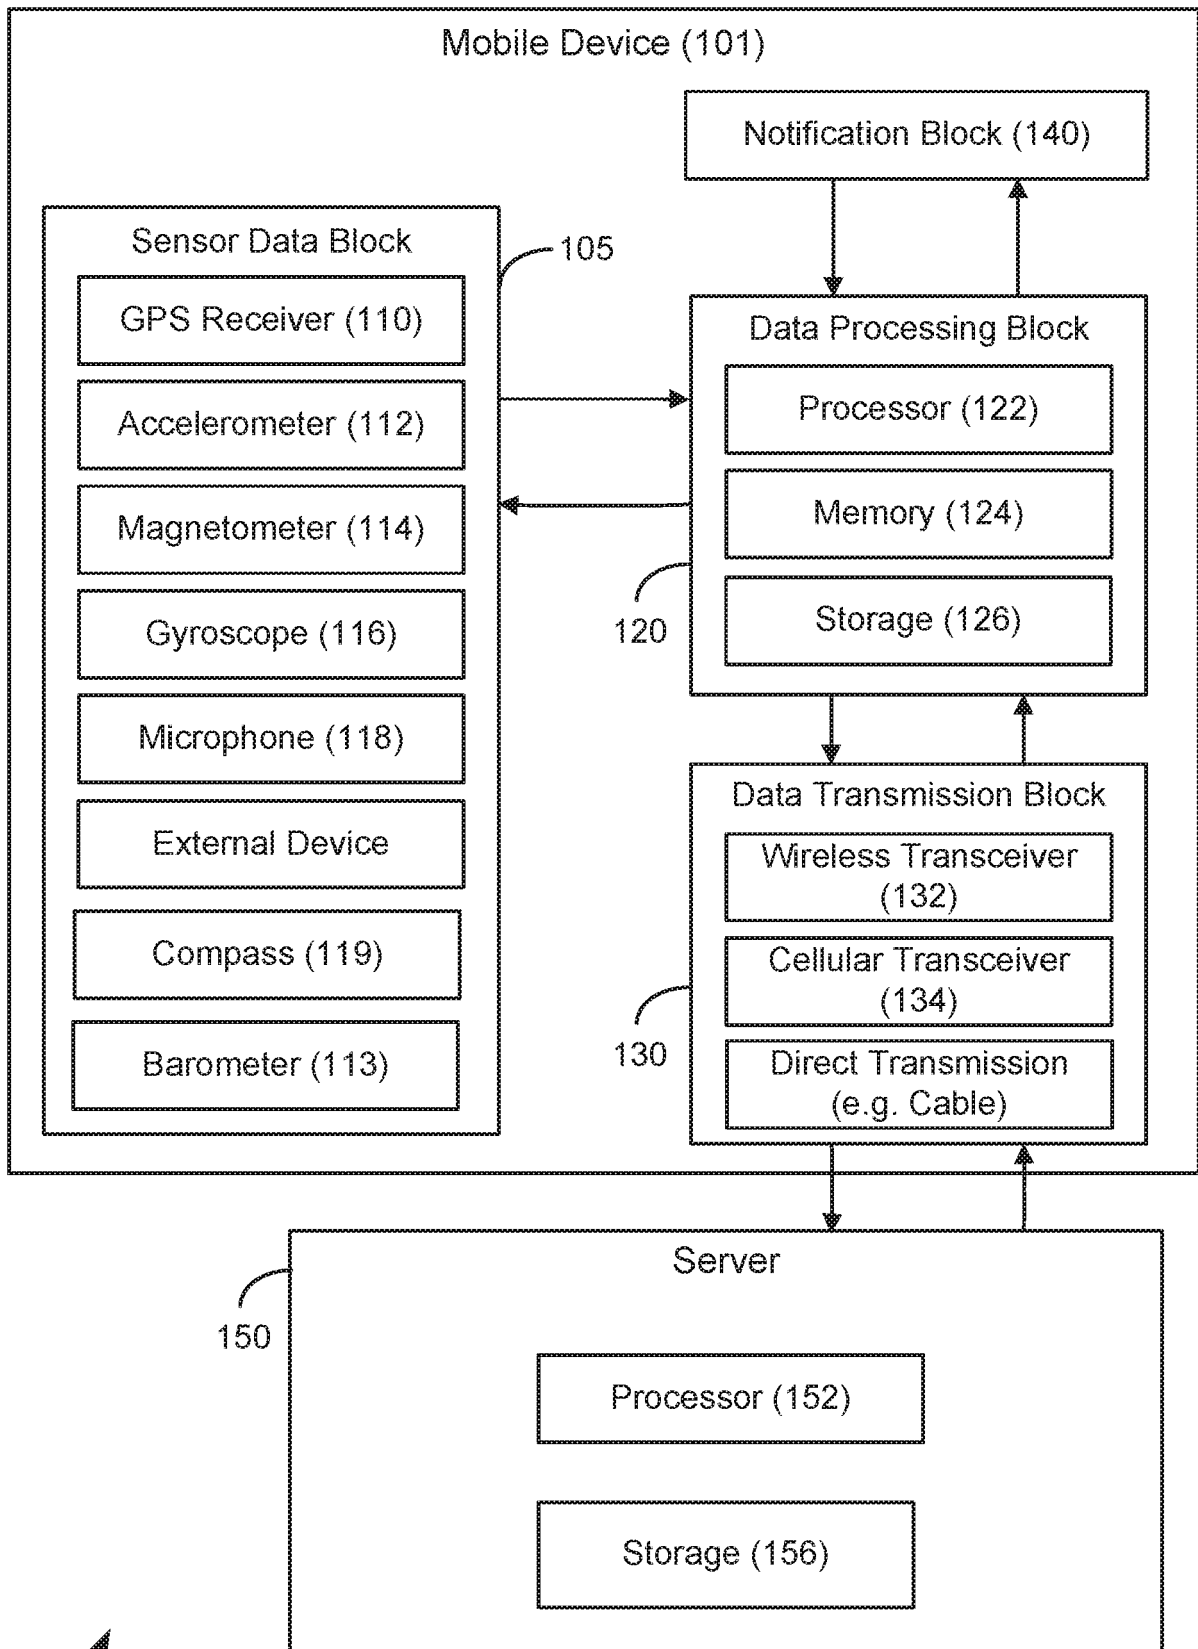 Mobile Device (101)
Notification Block (140)
Sensor Data Block
105
GPS Receiver (110)
Accelerometer (112)
Magnetometer (114)
Gyroscope (116)
Microphone (118)
External Device
Compass (119)
Barometer (113)
Data Processing Block
Processor (122)
Memory (124)
Storage (126)
120
Data Transmission Block
Wireless Transceiver
(132)
Cellular Transceiver
(134)
Direct Transmission
(e.g. Cable)
130
Server
150
Processor (152)
Storage (156)